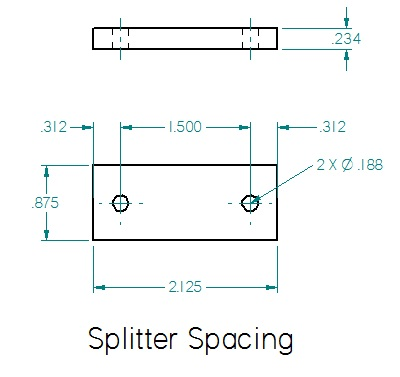 .234
.312 1.500 .312
2 X Ø .188
.875
2.125
Splitter Spacing